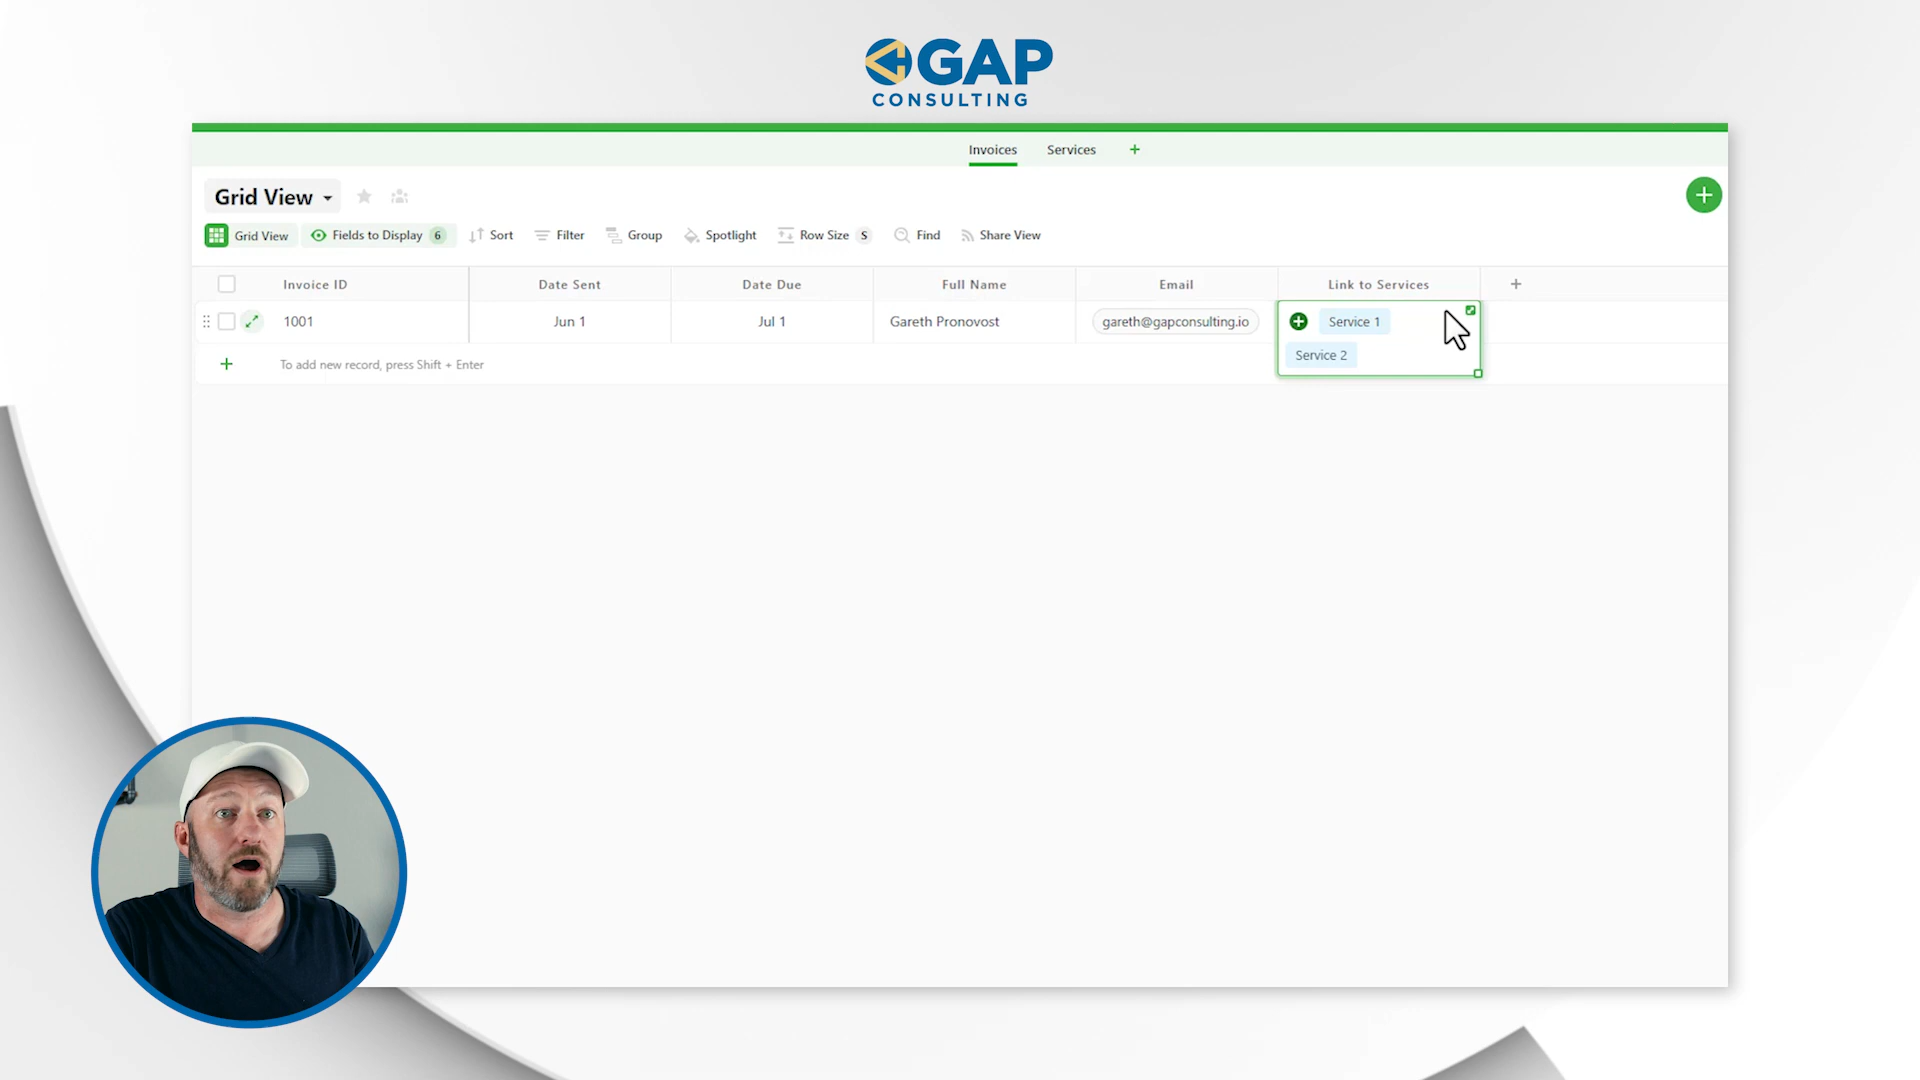 GAP
CONSULTING
Invoices Services
Grid View
Grid View Fields to Display 6 Sort Filter Group Spotlight Row Size S Find Share View
Invoice ID Date Sent Date Due Full Name Email Link to Services
1001 Jun 1 Jul 1 Gareth Pronovost gareth@gapconsulting.io Service 1
Service 2
To add new record, press Shift + Enter